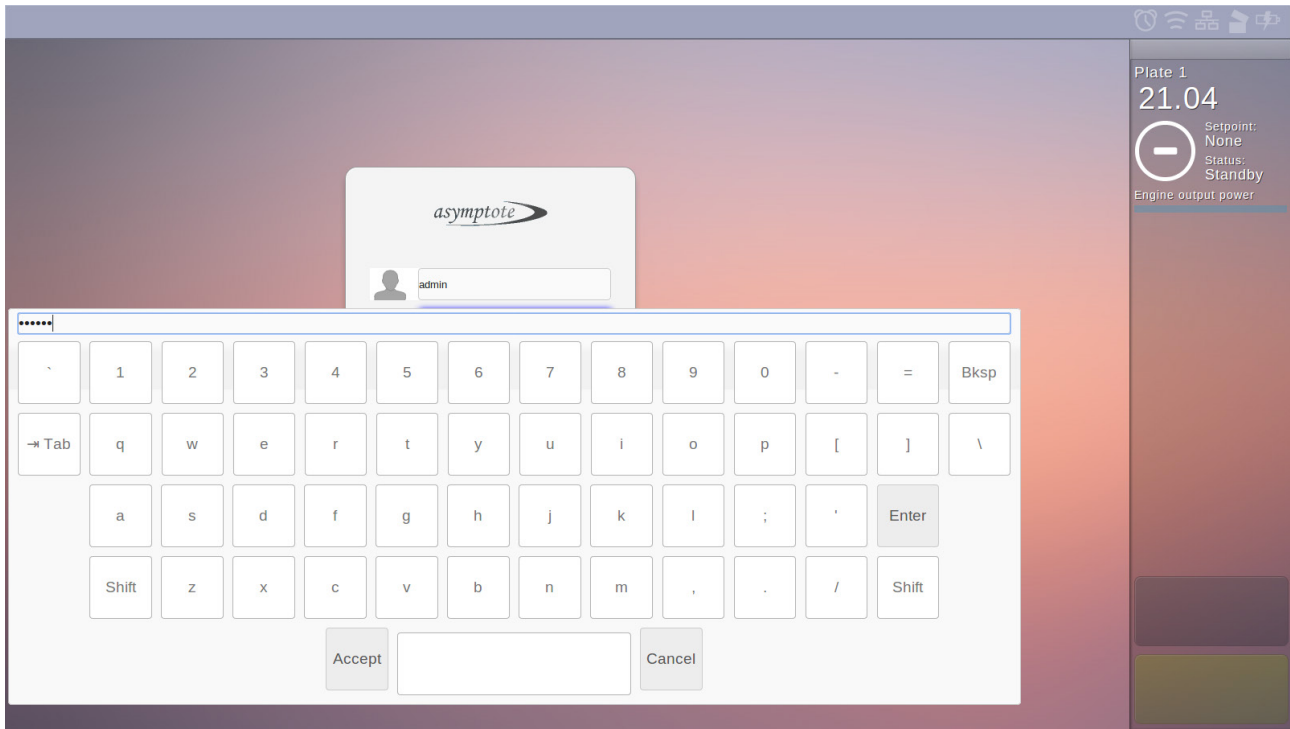 Plate 1
21.04
Setpoint:
None
Status:
Standby
Engine output power
asymptote
admin
••••••
` 1 2 3 4 5 6 7 8 9 0 - = Bksp
⇥ Tab q w e r t y u i o p [ ] \
a s d f g h j k l ; ' Enter
Shift z x c v b n m , . / Shift
Accept Cancel